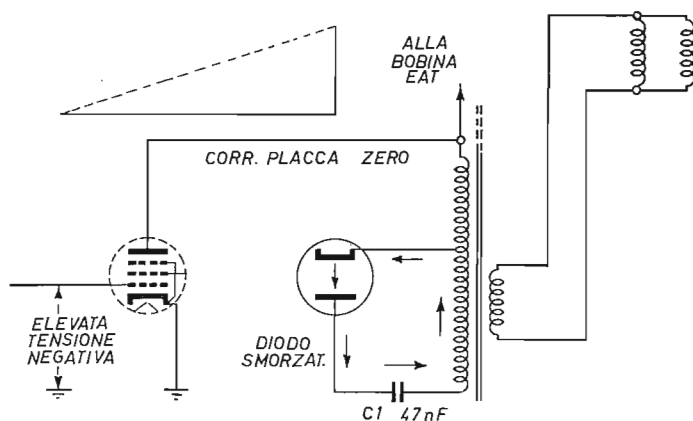 ALLA
BOBINA
EAT
CORR. PLACCA ZERO
ELEVATA
TENSIONE
NEGATIVA
DIODO
SMORZAT.
C1 47nF